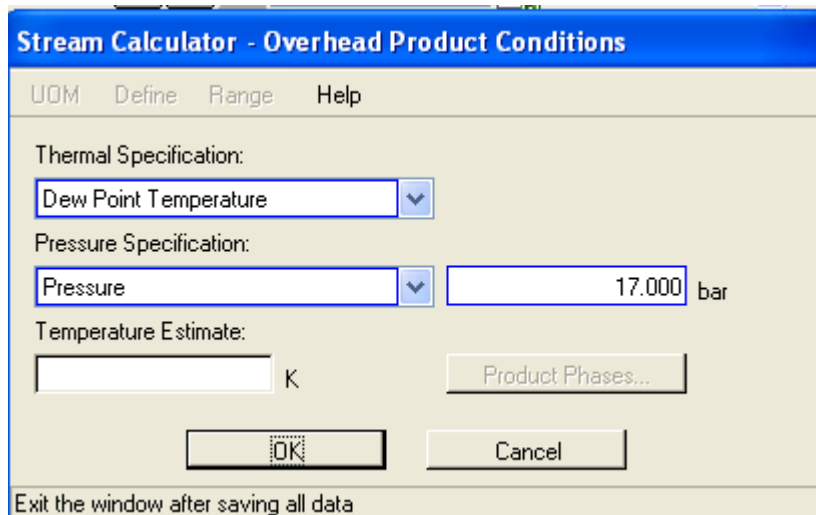 Stream Calculator - Overhead Product Conditions
UOM Define Range Help
Thermal Specification:
Dew Point Temperature
Pressure Specification:
Pressure 17.000 bar
Temperature Estimate:
K Product Phases...
OK Cancel
Exit the window after saving all data